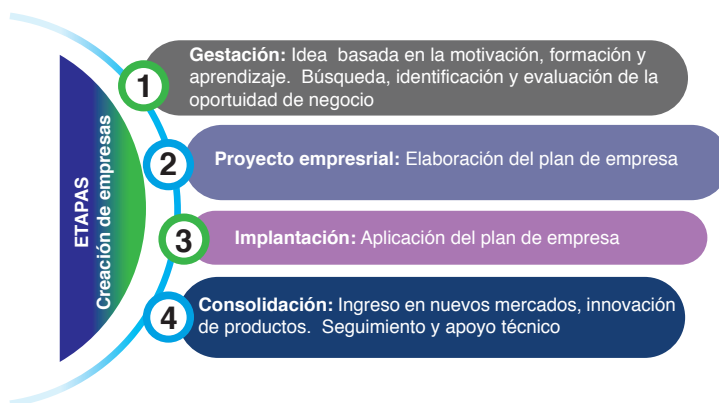 ETAPAS
Creación de empresas
1
Gestación: Idea basada en la motivación, formación y
aprendizaje. Búsqueda, identificación y evaluación de la
oportuidad de negocio
2
Proyecto empresrial: Elaboración del plan de empresa
3
Implantación: Aplicación del plan de empresa
4
Consolidación: Ingreso en nuevos mercados, innovación
de productos. Seguimiento y apoyo técnico